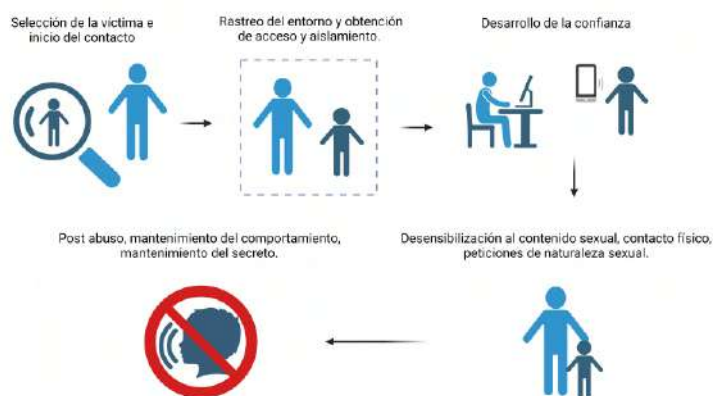 Selección de la víctima e
inicio del contacto
Rastreo del entorno y obtención
de acceso y aislamiento.
Desarrollo de la confianza
Desensibilización al contenido sexual, contacto físico,
peticiones de naturaleza sexual.
Post abuso, mantenimiento del comportamiento,
mantenimiento del secreto.